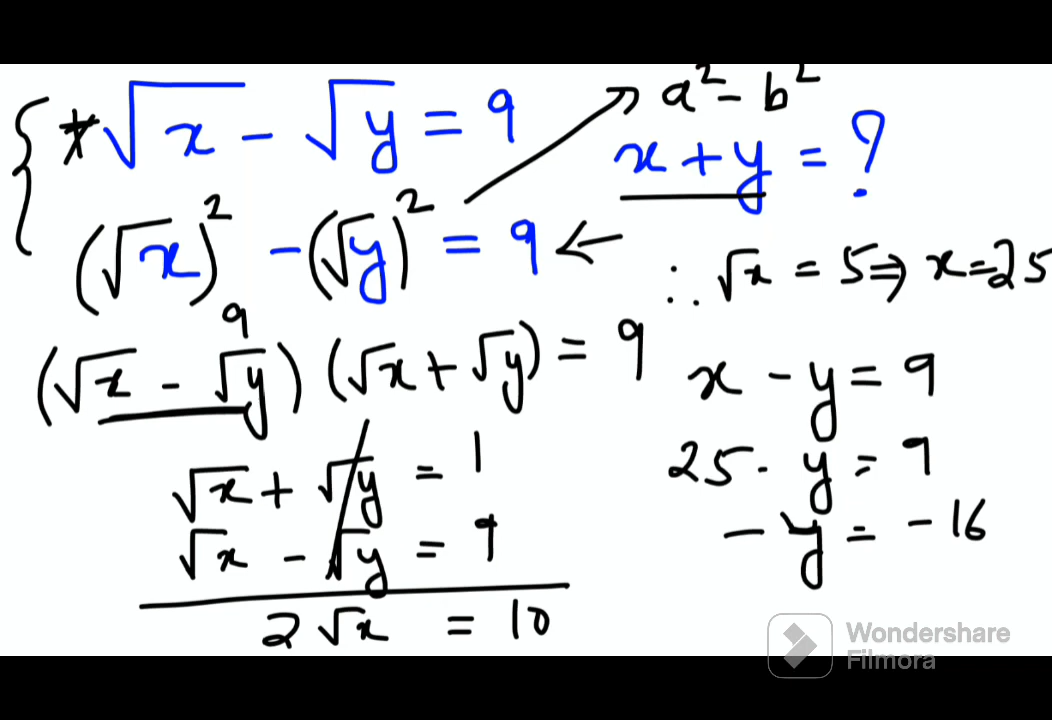 *√x - √y = 9
a² - b²
x + y = ?
(√x)² - (√y)² = 9 ←
∴ √x = 5 ⇒ x = 25
9
(√x - √y) (√x + √y) = 9
x - y = 9
√x + √y = 1
25 - y = 9
√x - √y = 9
- y = - 16
2√x = 10
Wondershare
Filmora